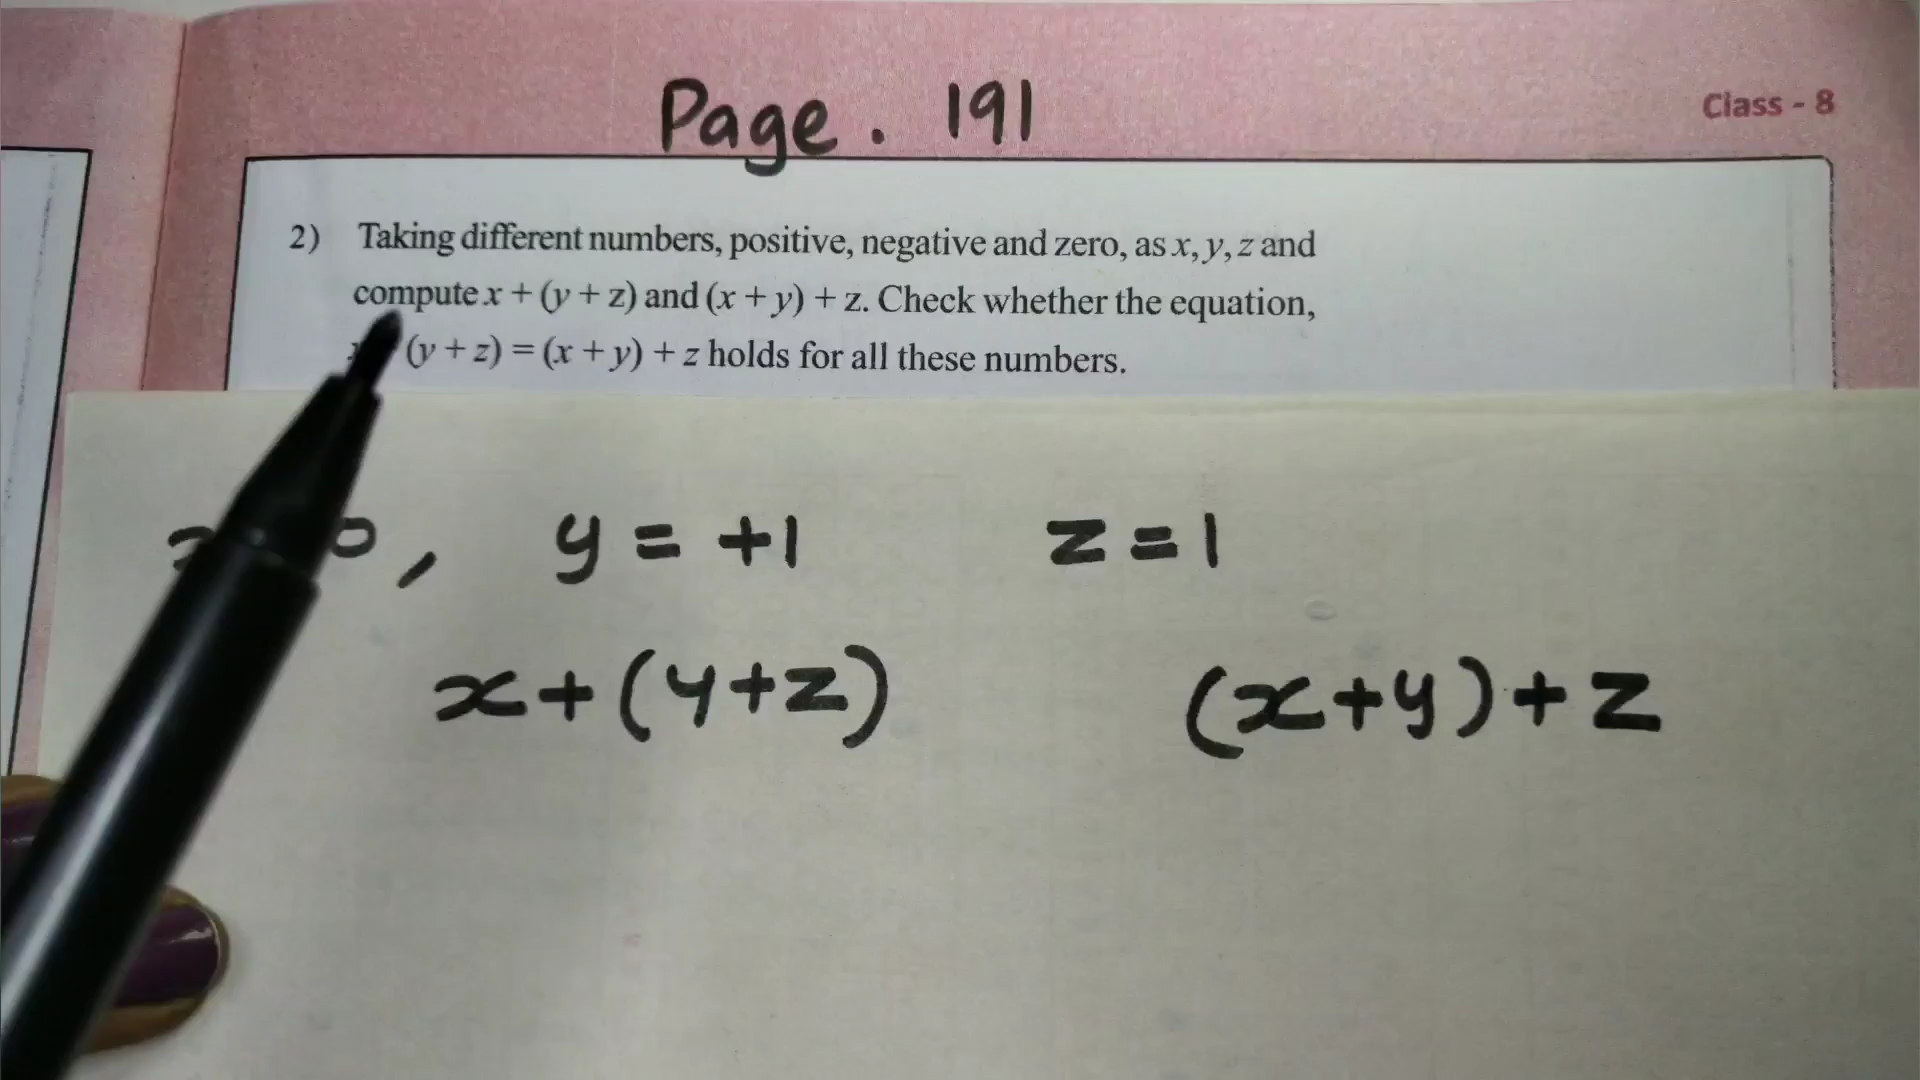 Page. 191
Class - 8
2) Taking different numbers, positive, negative and zero, as x, y, z and
compute x + (y + z) and (x + y) + z. Check whether the equation,
(y + z) = (x + y) + z holds for all these numbers.
, y = +1 z = 1
x+(y+z) (x+y)+z